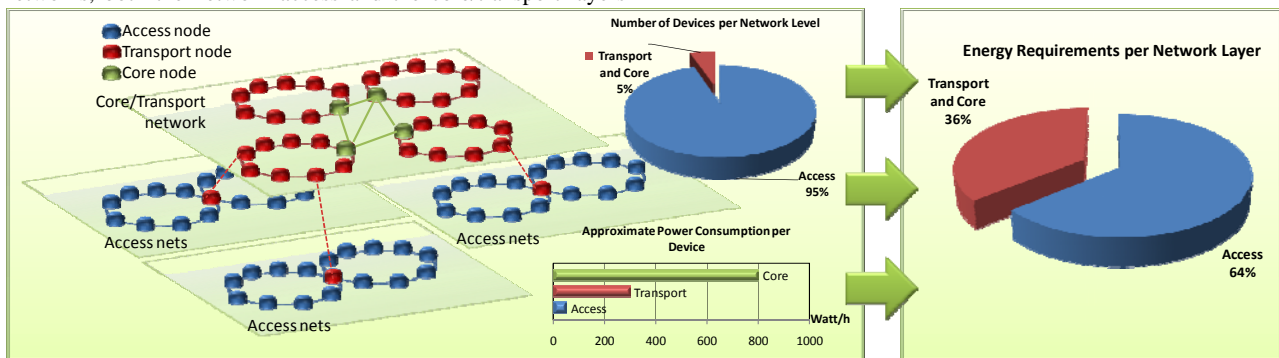 Access node
Transport node
Core node
Core/Transport
network
Access nets
Access nets
Access nets
Number of Devices per Network Level
Transport
and Core
5%
Access
95%
Approximate Power Consumption per
Device
Core
Transport
Access
Watt/h
0 200 400 600 800 1000
Energy Requirements per Network Layer
Transport
and Core
36%
Access
64%